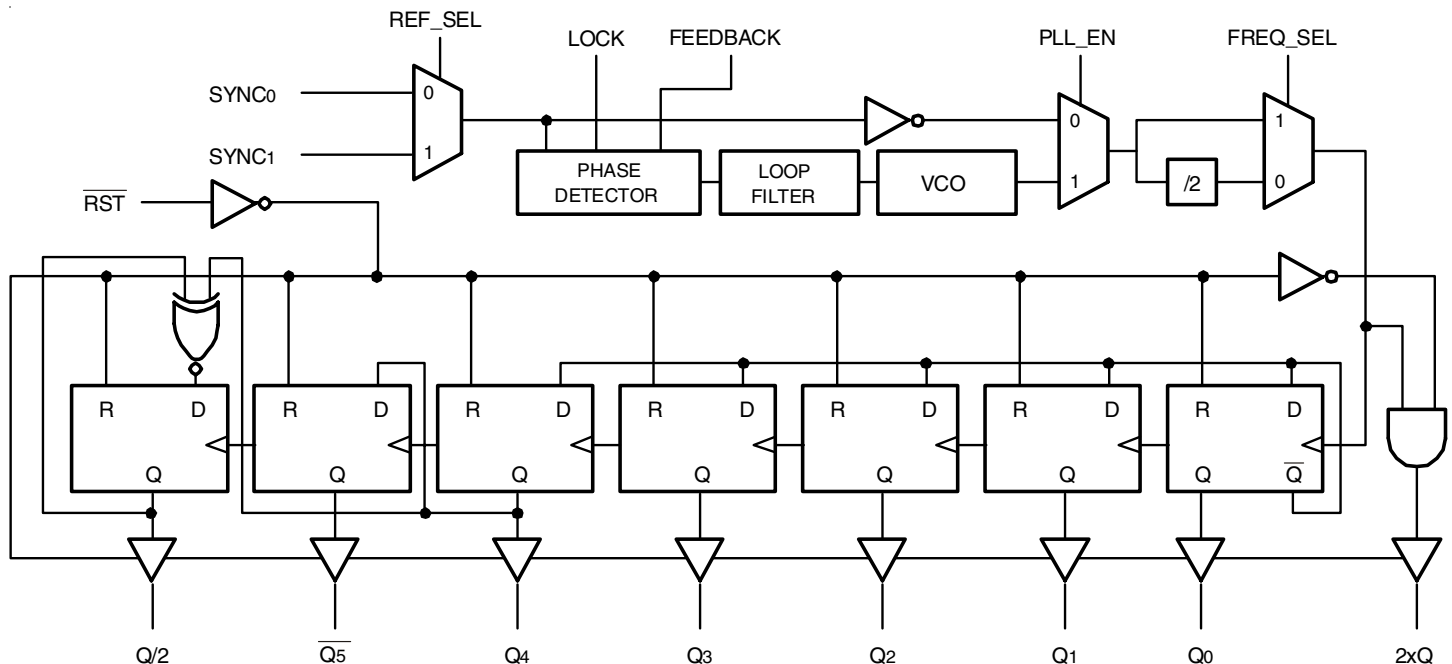 REF_SEL
LOCK
FEEDBACK
PLL_EN
FREQ_SEL
SYNC0
0
SYNC1
1
0
1
1
0
PHASE
DETECTOR
LOOP
FILTER
VCO
/2
RST
R D
Q
R D
Q
R D
Q
R D
Q
R D
Q
R D
Q
R D
Q Q
Q/2
Q5
Q4
Q3
Q2
Q1
Q0
2xQ